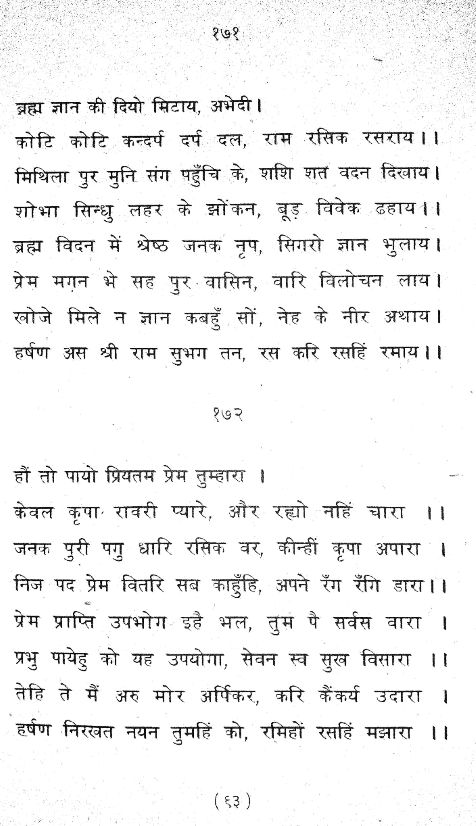 १७१
ब्रह्म ज्ञान की दियो मिटाय, अभेदी।
कोटि कोटि कन्दर्प दर्प दल, राम रसिक रसराय।।
मिथिला पुर मुनि संग पहुँचि के, शशि शत वदन दिखाय।
शोभा सिन्धु लहर के झोंकन, बूड़ विवेक ढहाय।।
ब्रह्म विदन में श्रेष्ठ जनक नृप, सिगरो ज्ञान भुलाय।
प्रेम मगन भे सह पुर वासिन, वारि विलोचन लाय।
खोजे मिले न ज्ञान कबहुँ सों, नेह के नीर अथाय।
हर्षण अस श्री राम सुभग तन, रस करि रसहिं रमाय।।
१७२
हौं तो पायो प्रियतम प्रेम तुम्हारा ।
केवल कृपा रावरी प्यारे, और रह्यो नहिं चारा ।।
जनक पुरी पगु धारि रसिक वर, कीन्हीं कृपा अपारा ।
निज पद प्रेम वितरि सब काहुँहि, अपने रँग रँगि डारा।।
प्रेम प्राप्ति उपभोग इहै भल, तुम पै सर्वस वारा ।
प्रभु पायेहु को यह उपयोगा, सेवन स्व सुख विसारा ।।
तेहि ते मैं अरु मोर अर्पिकर, करि कैंकर्य उदारा ।
हर्षण निरखत नयन तुमहिं को, रमिहों रसहिं मझारा ।।
(९३)